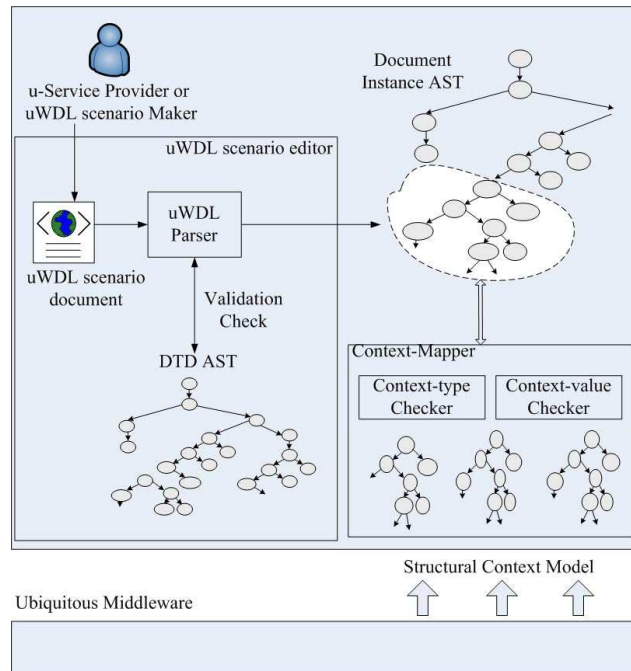 u-Service Provider or
uWDL scenario Maker
Document
Instance AST
uWDL scenario editor
uWDL
Parser
uWDL scenario
document
Validation
Check
DTD AST
Context-Mapper
Context-type
Checker
Context-value
Checker
Structural Context Model
Ubiquitous Middleware